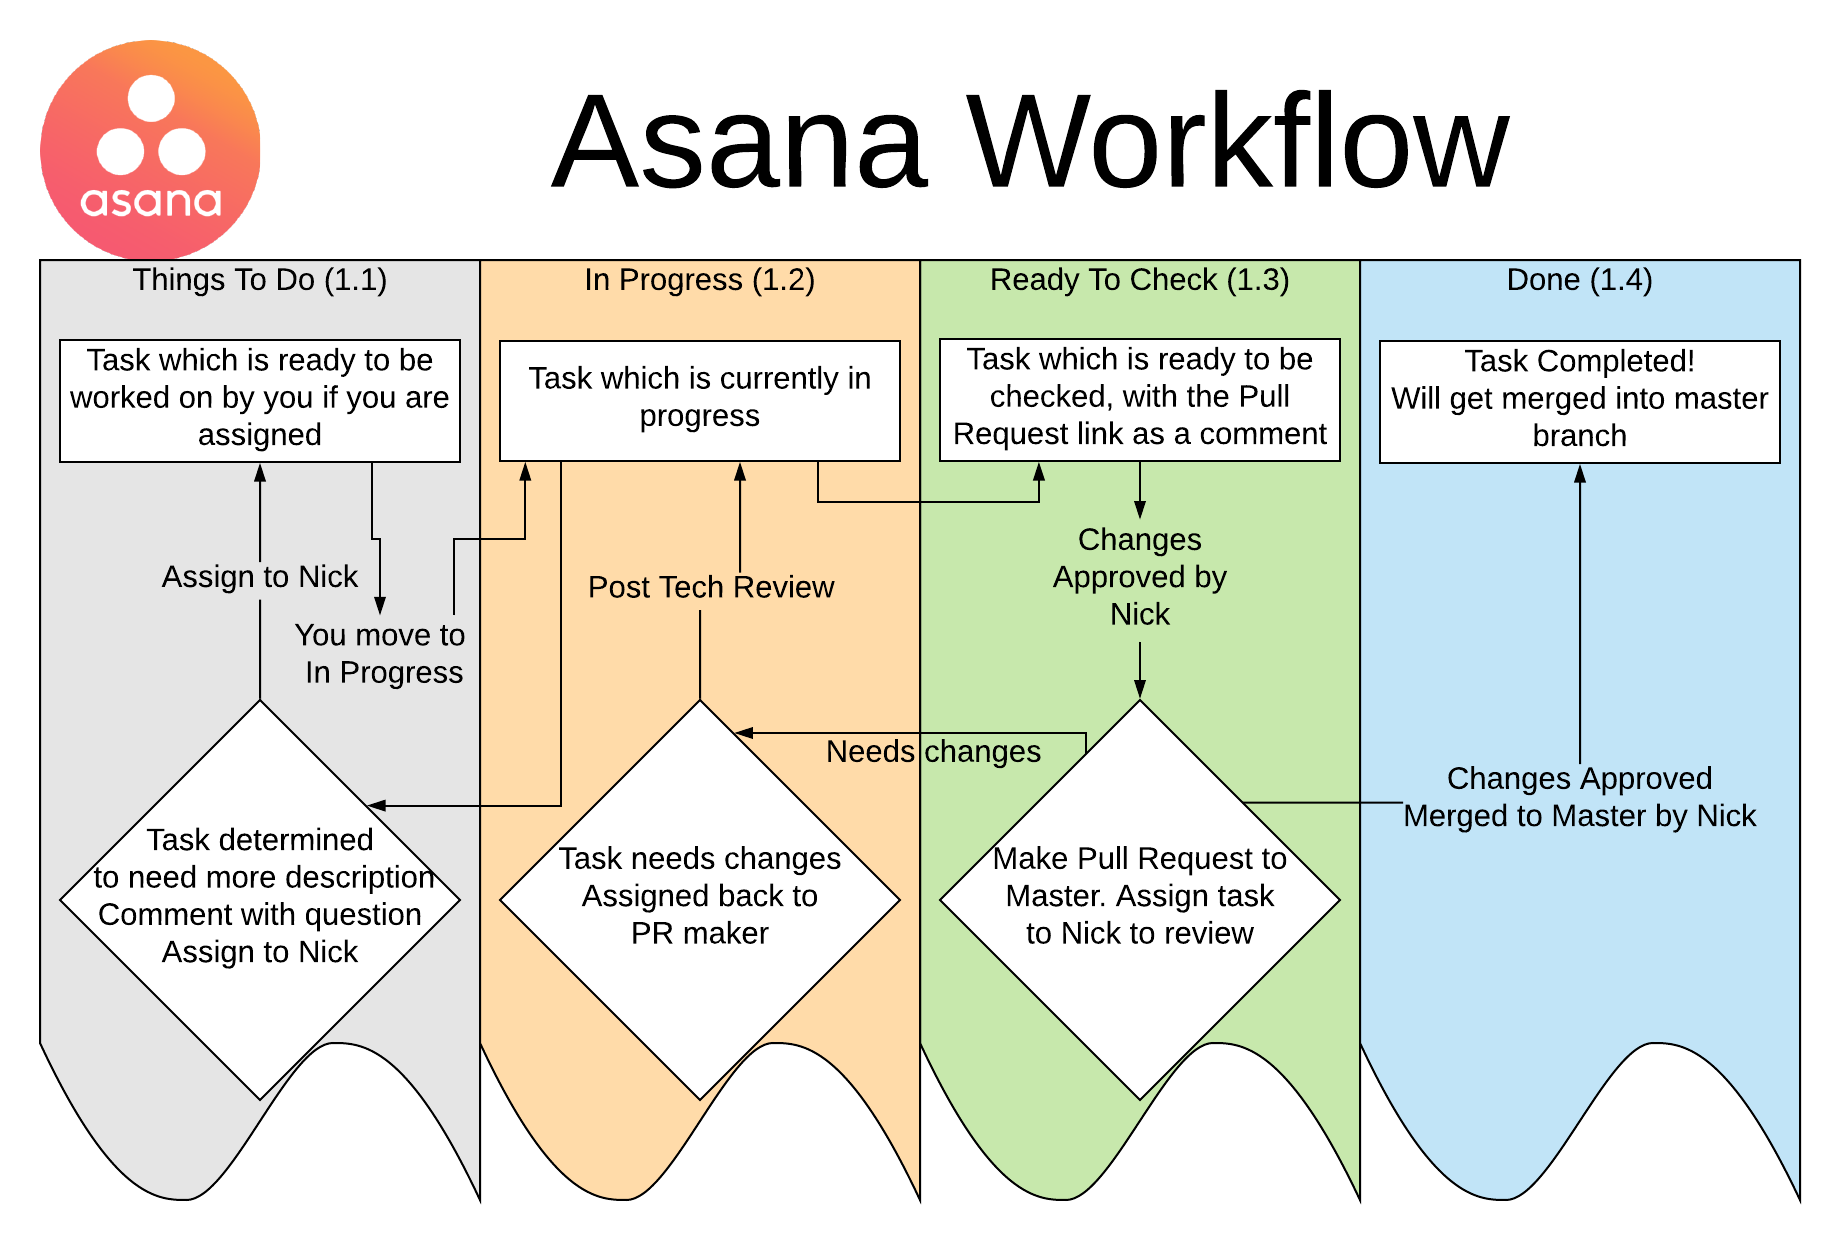 asana
Asana Workflow
Things To Do (1.1)
In Progress (1.2)
Ready To Check (1.3)
Done (1.4)
Task which is ready to be
worked on by you if you are
assigned
Task which is currently in
progress
Task which is ready to be
checked, with the Pull
Request link as a comment
Task Completed!
Will get merged into master
branch
Assign to Nick
You move to
In Progress
Post Tech Review
Changes
Approved by
Nick
Needs changes
Changes Approved
Merged to Master by Nick
Task determined
to need more description
Comment with question
Assign to Nick
Task needs changes
Assigned back to
PR maker
Make Pull Request to
Master. Assign task
to Nick to review